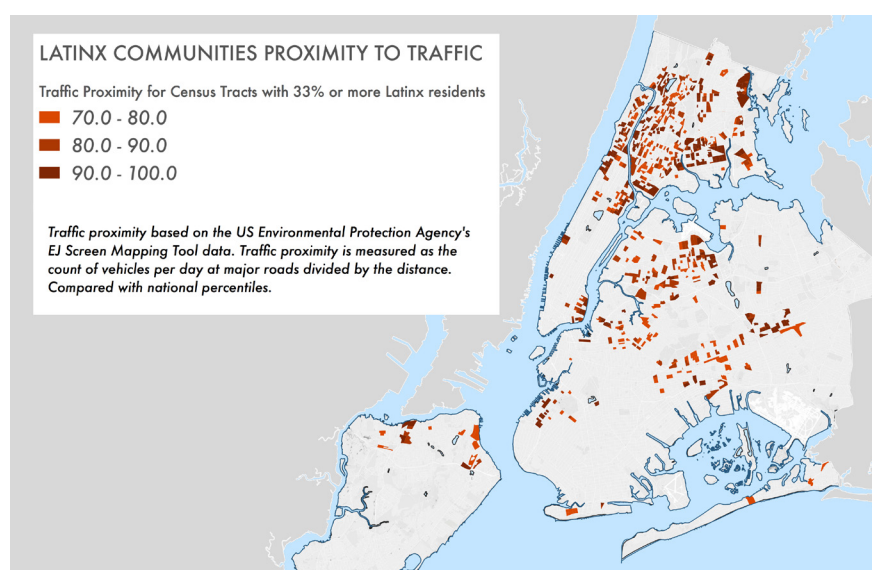 LATINX COMMUNITIES PROXIMITY TO TRAFFIC
Traffic Proximity for Census Tracts with 33% or more Latinx residents
70.0 - 80.0
80.0 - 90.0
90.0 - 100.0
Traffic proximity based on the US Environmental Protection Agency's
EJ Screen Mapping Tool data. Traffic proximity is measured as the
count of vehicles per day at major roads divided by the distance.
Compared with national percentiles.